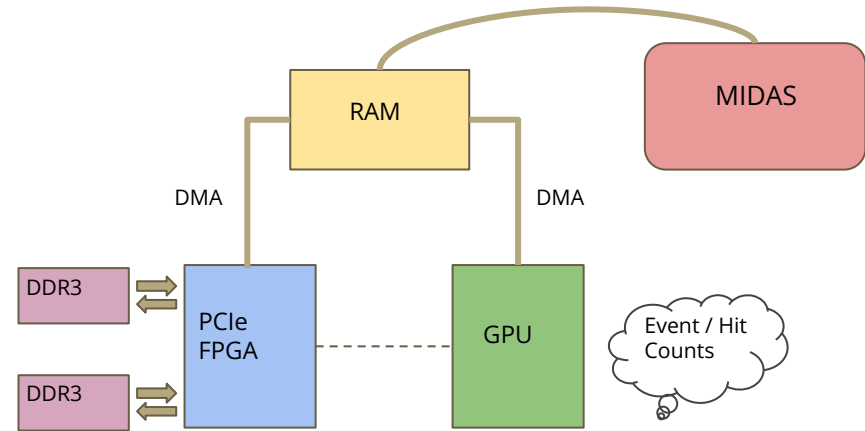 RAM
MIDAS
DMA
DMA
DDR3
PCIe
FPGA
GPU
Event / Hit
Counts
DDR3